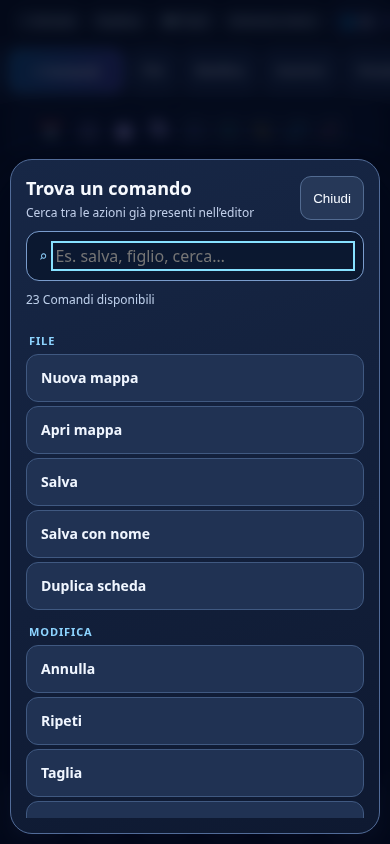 Trova un comando
Chiudi
Cerca tra le azioni già presenti nell’editor
Es. salva, figlio, cerca…
23 Comandi disponibili
FILE
Nuova mappa
Apri mappa
Salva
Salva con nome
Duplica scheda
MODIFICA
Annulla
Ripeti
Taglia